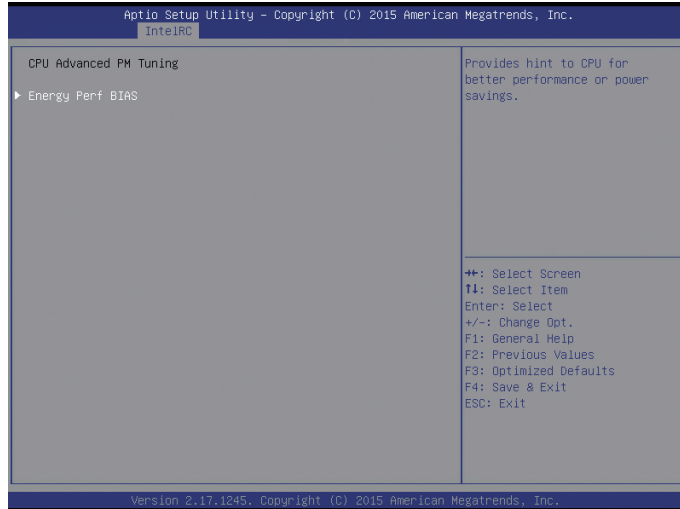 Aptio Setup Utility – Copyright (C) 2015 American Megatrends, Inc.
IntelRC
CPU Advanced PM Tuning
▶ Energy Perf BIAS
Provides hint to CPU for
better performance or power
savings.
→←: Select Screen
↑↓: Select Item
Enter: Select
+/-: Change Opt.
F1: General Help
F2: Previous Values
F3: Optimized Defaults
F4: Save & Exit
ESC: Exit
Version 2.17.1245. Copyright (C) 2015 American Megatrends, Inc.